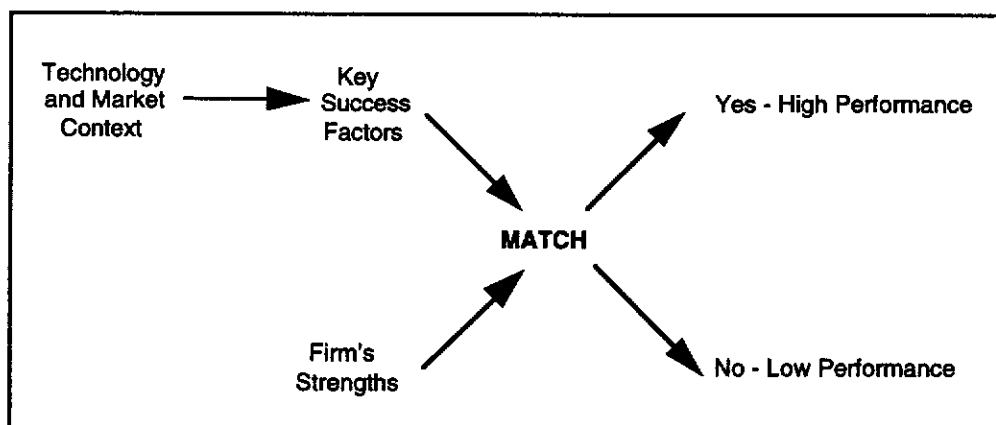 Technology
and Market
Context
Key
Success
Factors
Yes - High Performance
MATCH
Firm's
Strengths
No - Low Performance